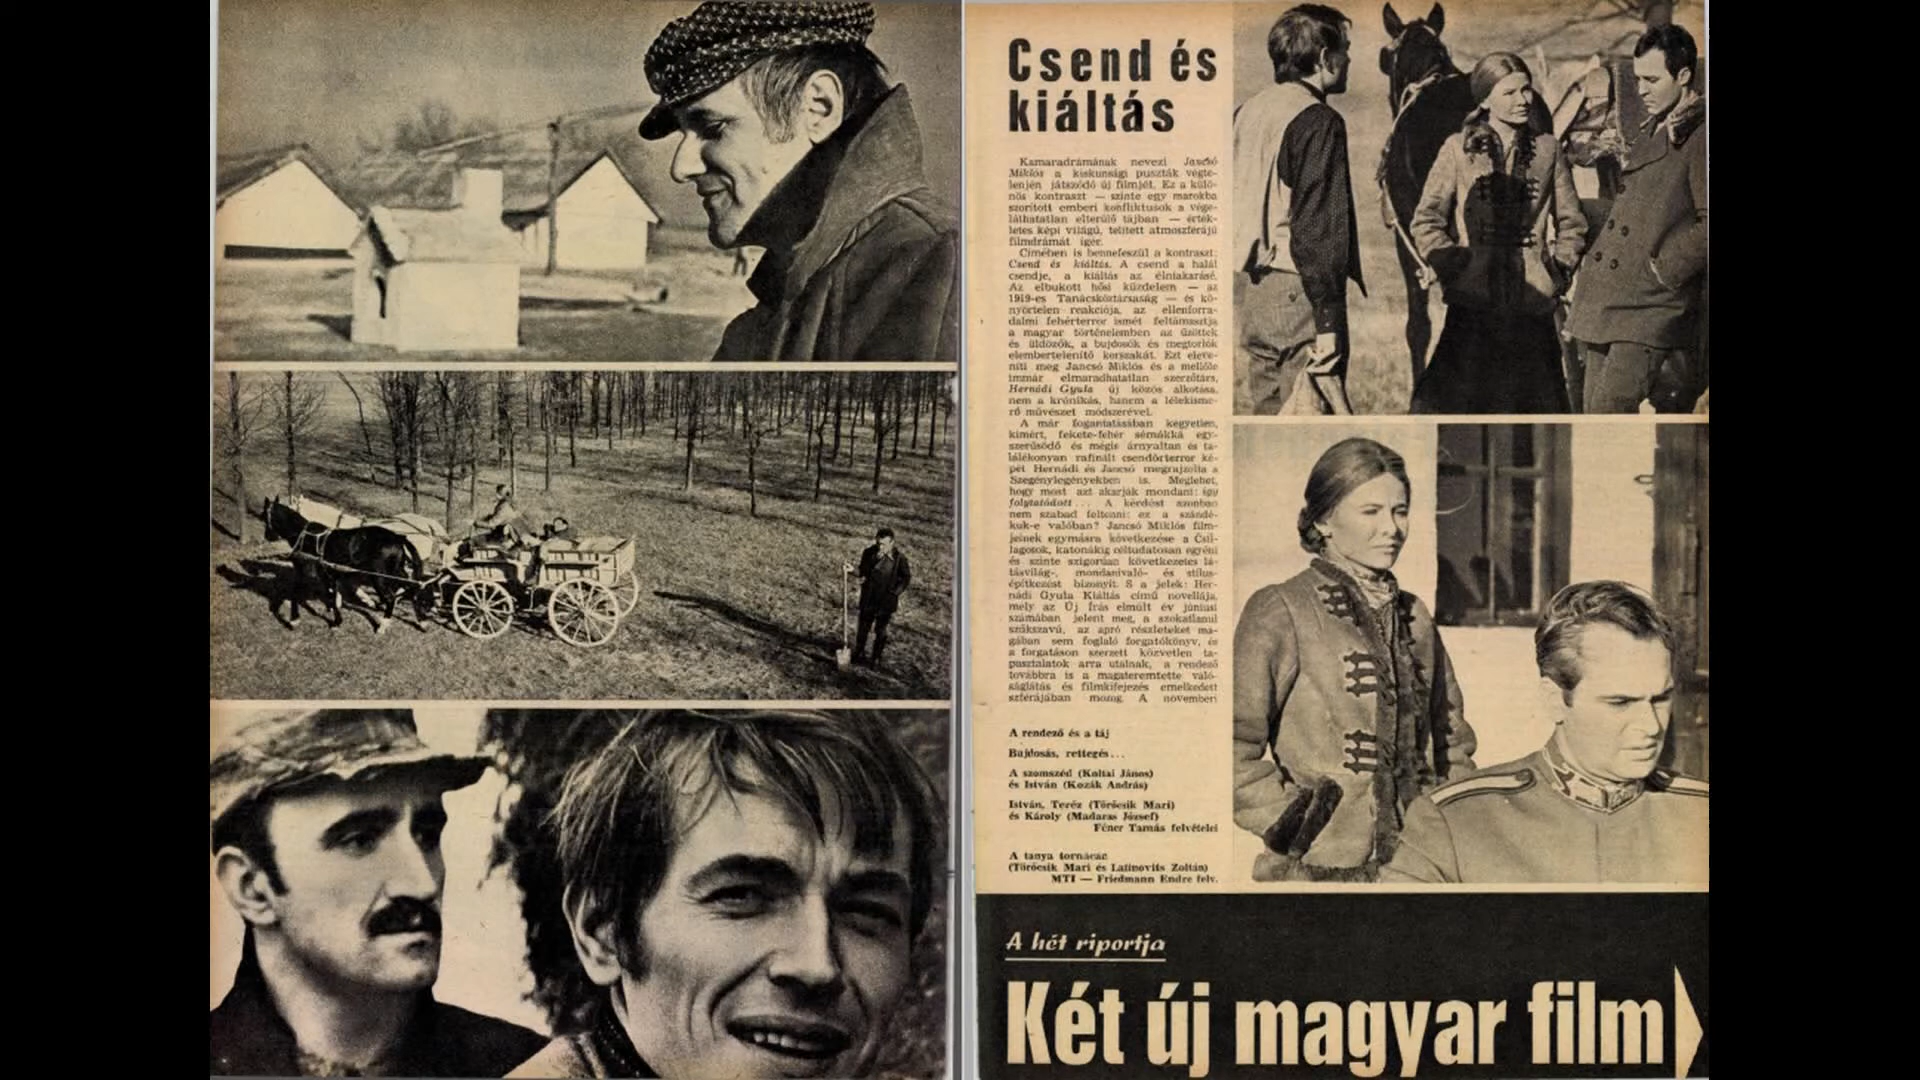 Csend és
kiáltás
Kamaradrámának nevezi Jancsó
Miklós a kiskunsági puszták végte-
lenjén játszódó új filmjét. Ez a külö-
nös kontraszt — szinte egy marokba
szorított emberi konfliktusok a vége-
láthatatlan elterülő tájban — érték-
letes képi világú, telített atmoszférájú
filmdrámát ígér.
Címében is bennefeszül a kontraszt:
Csend és kiáltás. A csend a halál
csendje, a kiáltás az élniakarásé.
Az elbukott hősi küzdelem — az
1919-es Tanácsköztársaság — és kö-
nyörtelen reakciója, az ellenforra-
dalmi fehérterror ismét feltámasztja
a magyar történelemben az űzöttek
és üldözők, a bujdosók és megtorlók
elembertelenítő korszakát. Ezt eleve-
níti meg Jancsó Miklós és a mellőle
immár elmaradhatatlan szerzőtárs,
Hernádi Gyula új közös alkotása,
nem a krónikás, hanem a lélekisme-
rő művészet módszerével.
A már fogantatásában kegyetlen,
kimért, fekete-fehér sémákká egy-
szerűsödő és mégis árnyaltan és ta-
lálékonyan rafinált csendőrterror ké-
pét Hernádi és Jancsó megrajzolta a
Szegénylegényekben is. Meglehet,
hogy most azt akarják mondani: így
folytatódott... A kérdést azonban
nem szabad feltenni: ez a szándé-
kuk-e valóban? Jancsó Miklós film-
jeinek egymásra következése a Csil-
lagosok, katonákig céltudatosan egyéni
és szinte szigorúan következetes lá-
tásvilág-, mondanivaló- és stílus-
építkezést bizonyít. S a jelek: Her-
nádi Gyula Kiáltás című novellája,
mely az Új Írás elmúlt év júniusi
számában jelent meg, a szokatlanul
szűkszavú, az apró részleteket ma-
gában sem foglaló forgatókönyv, és
a forgatáson szerzett közvetlen ta-
pasztalatok arra utalnak, a rendező
továbbra is a magateremtette való-
ságlátás és filmkifejezés emelkedett
szférájában mozog. A novemberi
A rendező és a táj
Bujdosás, rettegés...
A szomszéd (Koltai János)
és István (Kozák András)
István, Teréz (Törőcsik Mari)
és Károly (Madaras József)
Féner Tamás felvételei
A tanya tornácán
(Törőcsik Mari és Latinovits Zoltán)
MTI — Friedmann Endre felv.
A hét riportja
Két új magyar film